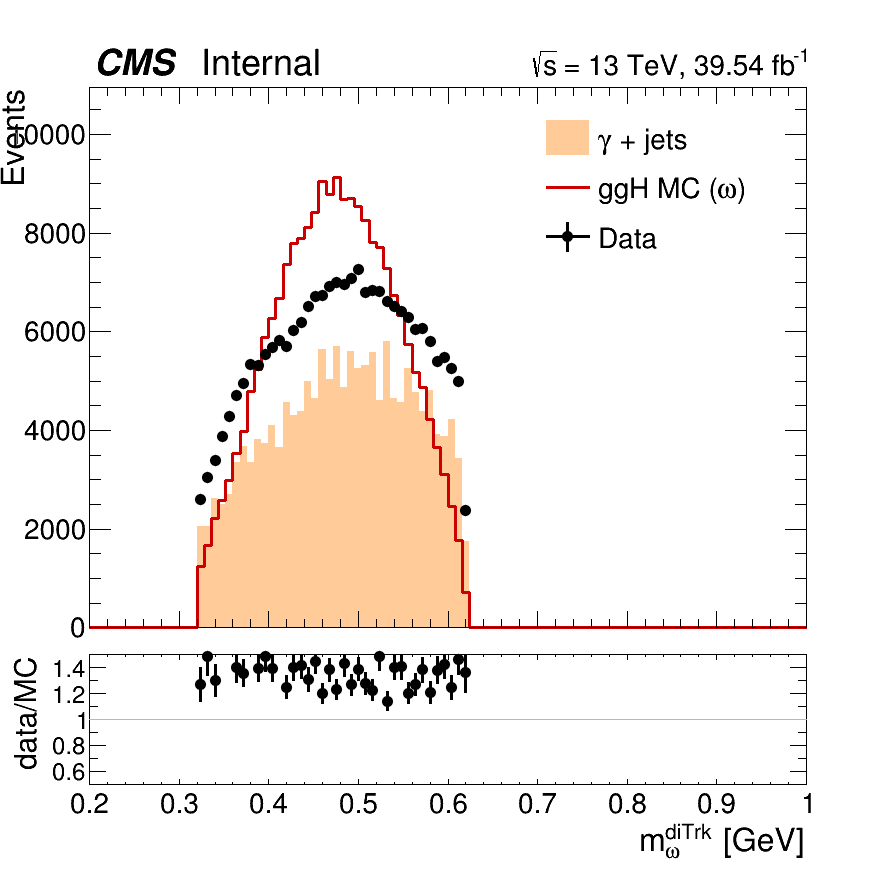 CMS Internal √s = 13 TeV, 39.54 fb⁻¹
Events
10000
8000
6000
4000
2000
0
γ + jets
ggH MC (ω)
Data
data/MC
1.4
1.2
1
0.8
0.6
0.2 0.3 0.4 0.5 0.6 0.7 0.8 0.9 1
m_ω^diTrk [GeV]